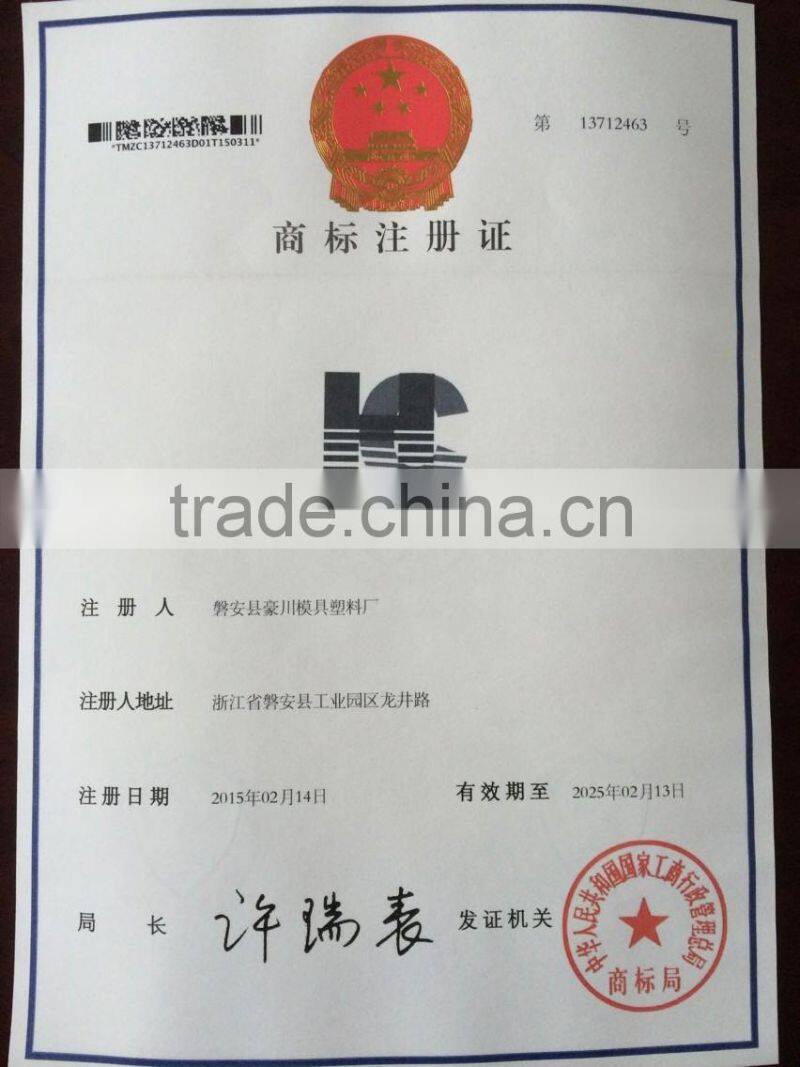 第 13712463 号
*TMZC13712463D01T150311*
商标注册证
HC
trade.china.cn
注册人 磐安县豪川模具塑料厂
注册人地址 浙江省磐安县工业园区龙井路
注册日期 2015年02月14日 有效期至 2025年02月13日
局长 许瑞表 发证机关
中华人民共和国国家工商行政管理总局
商标局